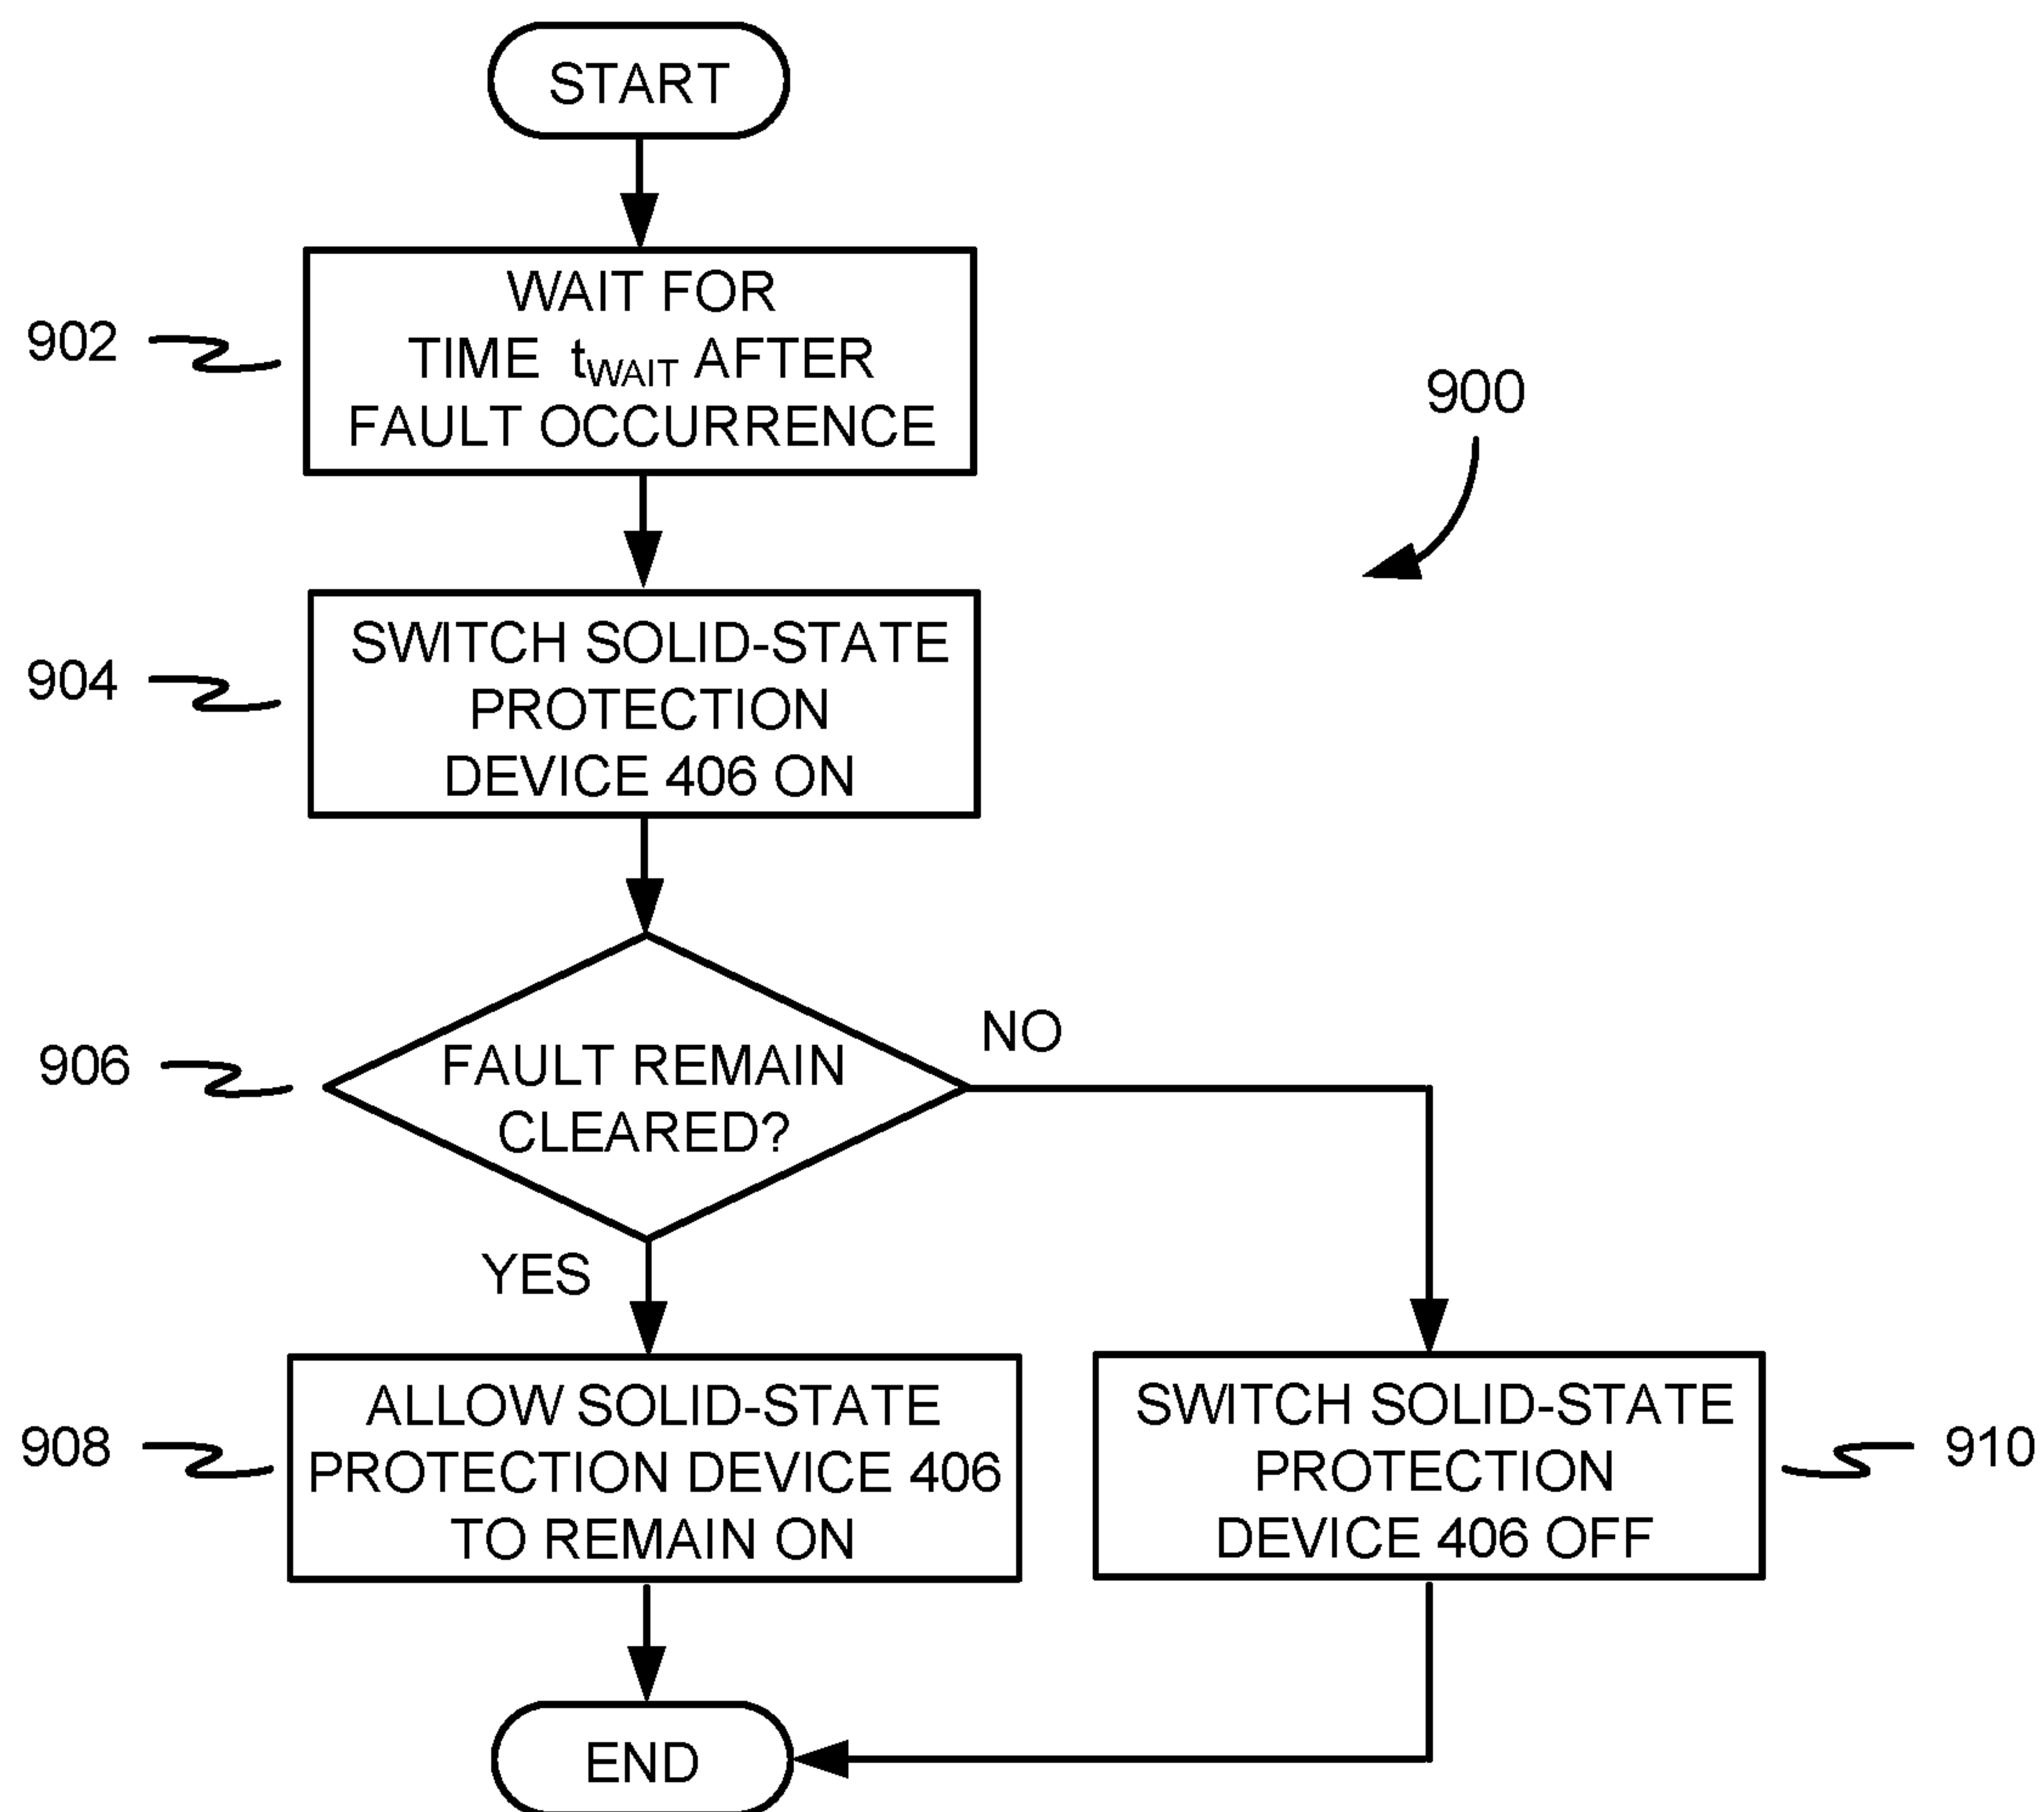 START
WAIT FOR
TIME tWAIT AFTER
FAULT OCCURRENCE
902
900
SWITCH SOLID-STATE
PROTECTION
DEVICE 406 ON
904
FAULT REMAIN
CLEARED?
906
NO
YES
ALLOW SOLID-STATE
PROTECTION DEVICE 406
TO REMAIN ON
908
SWITCH SOLID-STATE
PROTECTION
DEVICE 406 OFF
910
END